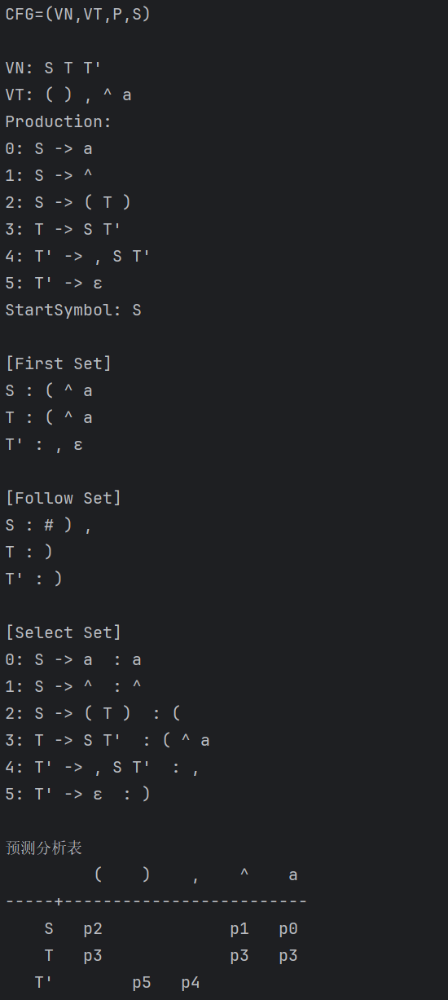 CFG=(VN,VT,P,S)
VN: S T T'
VT: ( ) , ^ a
Production:
0: S -> a
1: S -> ^
2: S -> ( T )
3: T -> S T'
4: T' -> , S T'
5: T' -> ε
StartSymbol: S
[First Set]
S : ( ^ a
T : ( ^ a
T' : , ε
[Follow Set]
S : # ) ,
T : )
T' : )
[Select Set]
0: S -> a  : a
1: S -> ^  : ^
2: S -> ( T )  : (
3: T -> S T'  : ( ^ a
4: T' -> , S T'  : ,
5: T' -> ε  : )
预测分析表
         (    )    ,    ^    a
-----+-------------------------
    S   p2             p1   p0
    T   p3             p3   p3
   T'        p5   p4